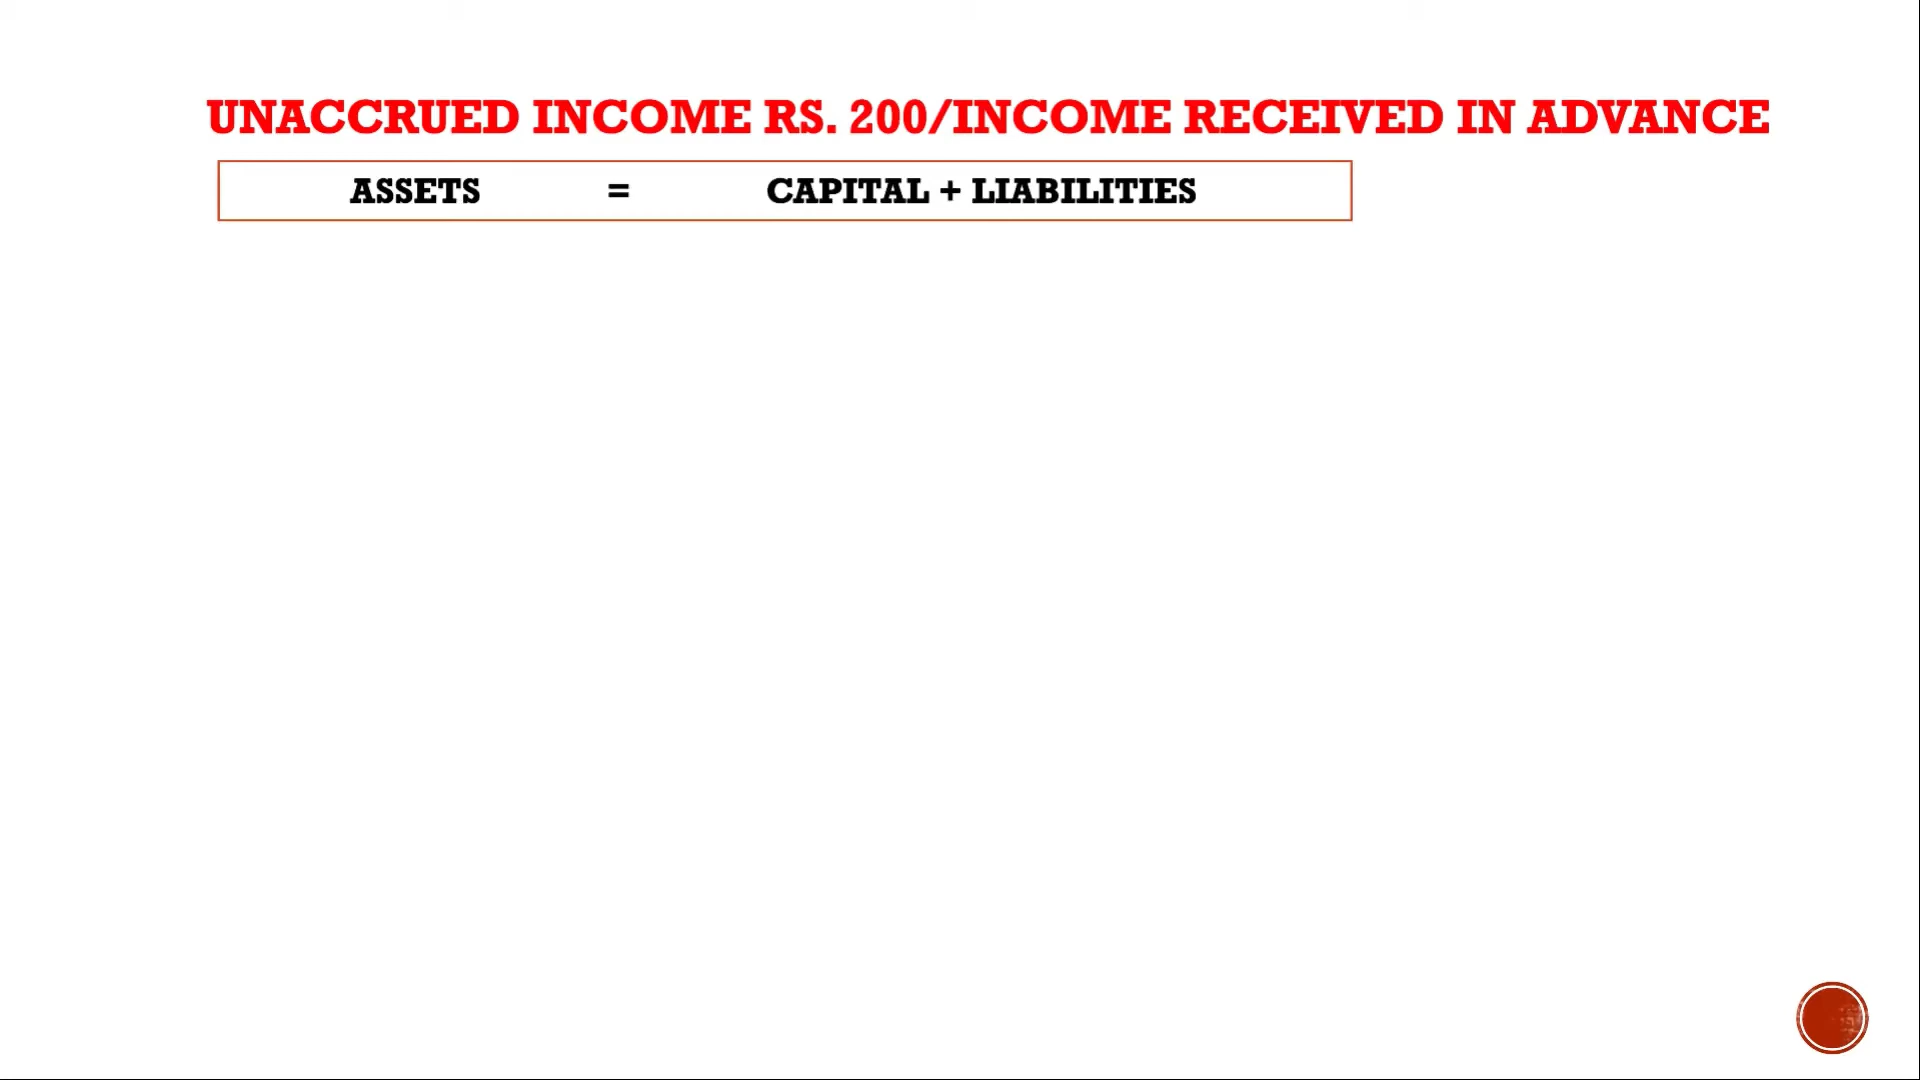 UNACCRUED INCOME RS. 200/INCOME RECEIVED IN ADVANCE
ASSETS = CAPITAL + LIABILITIES